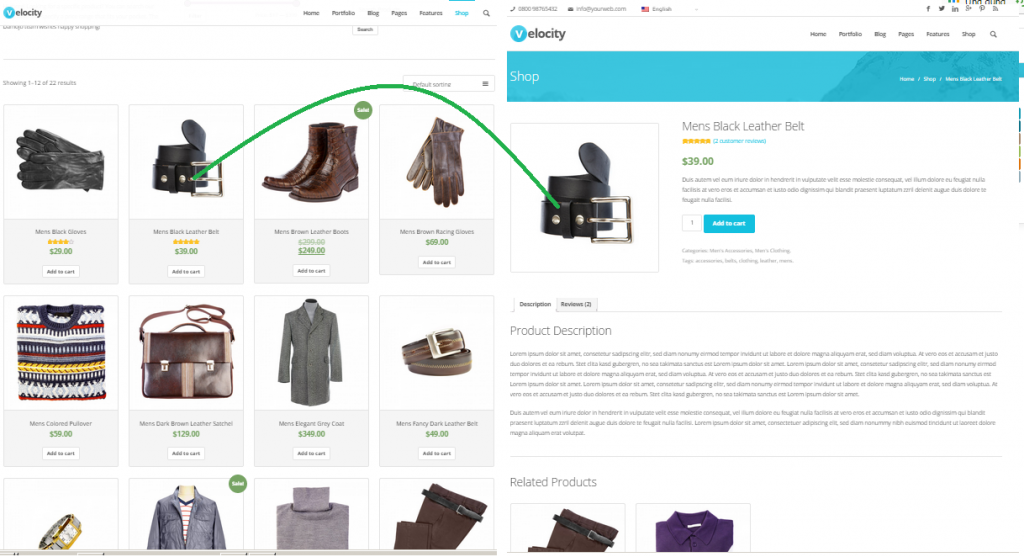 Velocity
Home Portfolio Blog Pages Features Shop
Search
Showing 1–12 of 22 results
Default sorting
Sale!
Mens Black Gloves
$29.00
Add to cart
Mens Black Leather Belt
$39.00
Add to cart
Mens Brown Leather Boots
$299.00
$249.00
Add to cart
Mens Brown Racing Gloves
$69.00
Add to cart
Mens Colored Pullover
$59.00
Add to cart
Mens Dark Brown Leather Satchel
$129.00
Add to cart
Mens Elegant Grey Coat
$349.00
Add to cart
Mens Fancy Dark Leather Belt
$49.00
Add to cart
Sale!
0800 98765432 info@yourweb.com English
Velocity
Home Portfolio Blog Pages Features Shop
Shop
Home / Shop / Mens Black Leather Belt
Mens Black Leather Belt
(2 customer reviews)
$39.00
Duis autem vel eum iriure dolor in hendrerit in vulputate velit esse molestie consequat, vel illum dolore eu feugiat nulla
facilisis at vero eros et accumsan et iusto odio dignissim qui blandit praesent luptatum zzril delenit augue duis dolore te
feugait nulla facilisi.
1
Add to cart
Categories: Men's Accessories, Men's Clothing.
Tags: accessories, belts, clothing, leather, mens.
Description Reviews (2)
Product Description
Lorem ipsum dolor sit amet, consetetur sadipscing elitr, sed diam nonumy eirmod tempor invidunt ut labore et dolore magna aliquyam erat, sed diam voluptua. At vero eos et accusam et justo
duo dolores et ea rebum. Stet clita kasd gubergren, no sea takimata sanctus est Lorem ipsum dolor sit amet. Lorem ipsum dolor sit amet, consetetur sadipscing elitr, sed diam nonumy eirmod
tempor invidunt ut labore et dolore magna aliquyam erat, sed diam voluptua. At vero eos et accusam et justo duo dolores et ea rebum. Stet clita kasd gubergren, no sea takimata sanctus est
Lorem ipsum dolor sit amet. Lorem ipsum dolor sit amet, consetetur sadipscing elitr, sed diam nonumy eirmod tempor invidunt ut labore et dolore magna aliquyam erat, sed diam voluptua. At
vero eos et accusam et justo duo dolores et ea rebum. Stet clita kasd gubergren, no sea takimata sanctus est Lorem ipsum dolor sit amet.
Duis autem vel eum iriure dolor in hendrerit in vulputate velit esse molestie consequat, vel illum dolore eu feugiat nulla facilisis at vero eros et accumsan et iusto odio dignissim qui blandit
praesent luptatum zzril delenit augue duis dolore te feugait nulla facilisi. Lorem ipsum dolor sit amet, consectetuer adipiscing elit, sed diam nonummy nibh euismod tincidunt ut laoreet dolore
magna aliquam erat volutpat.
Related Products